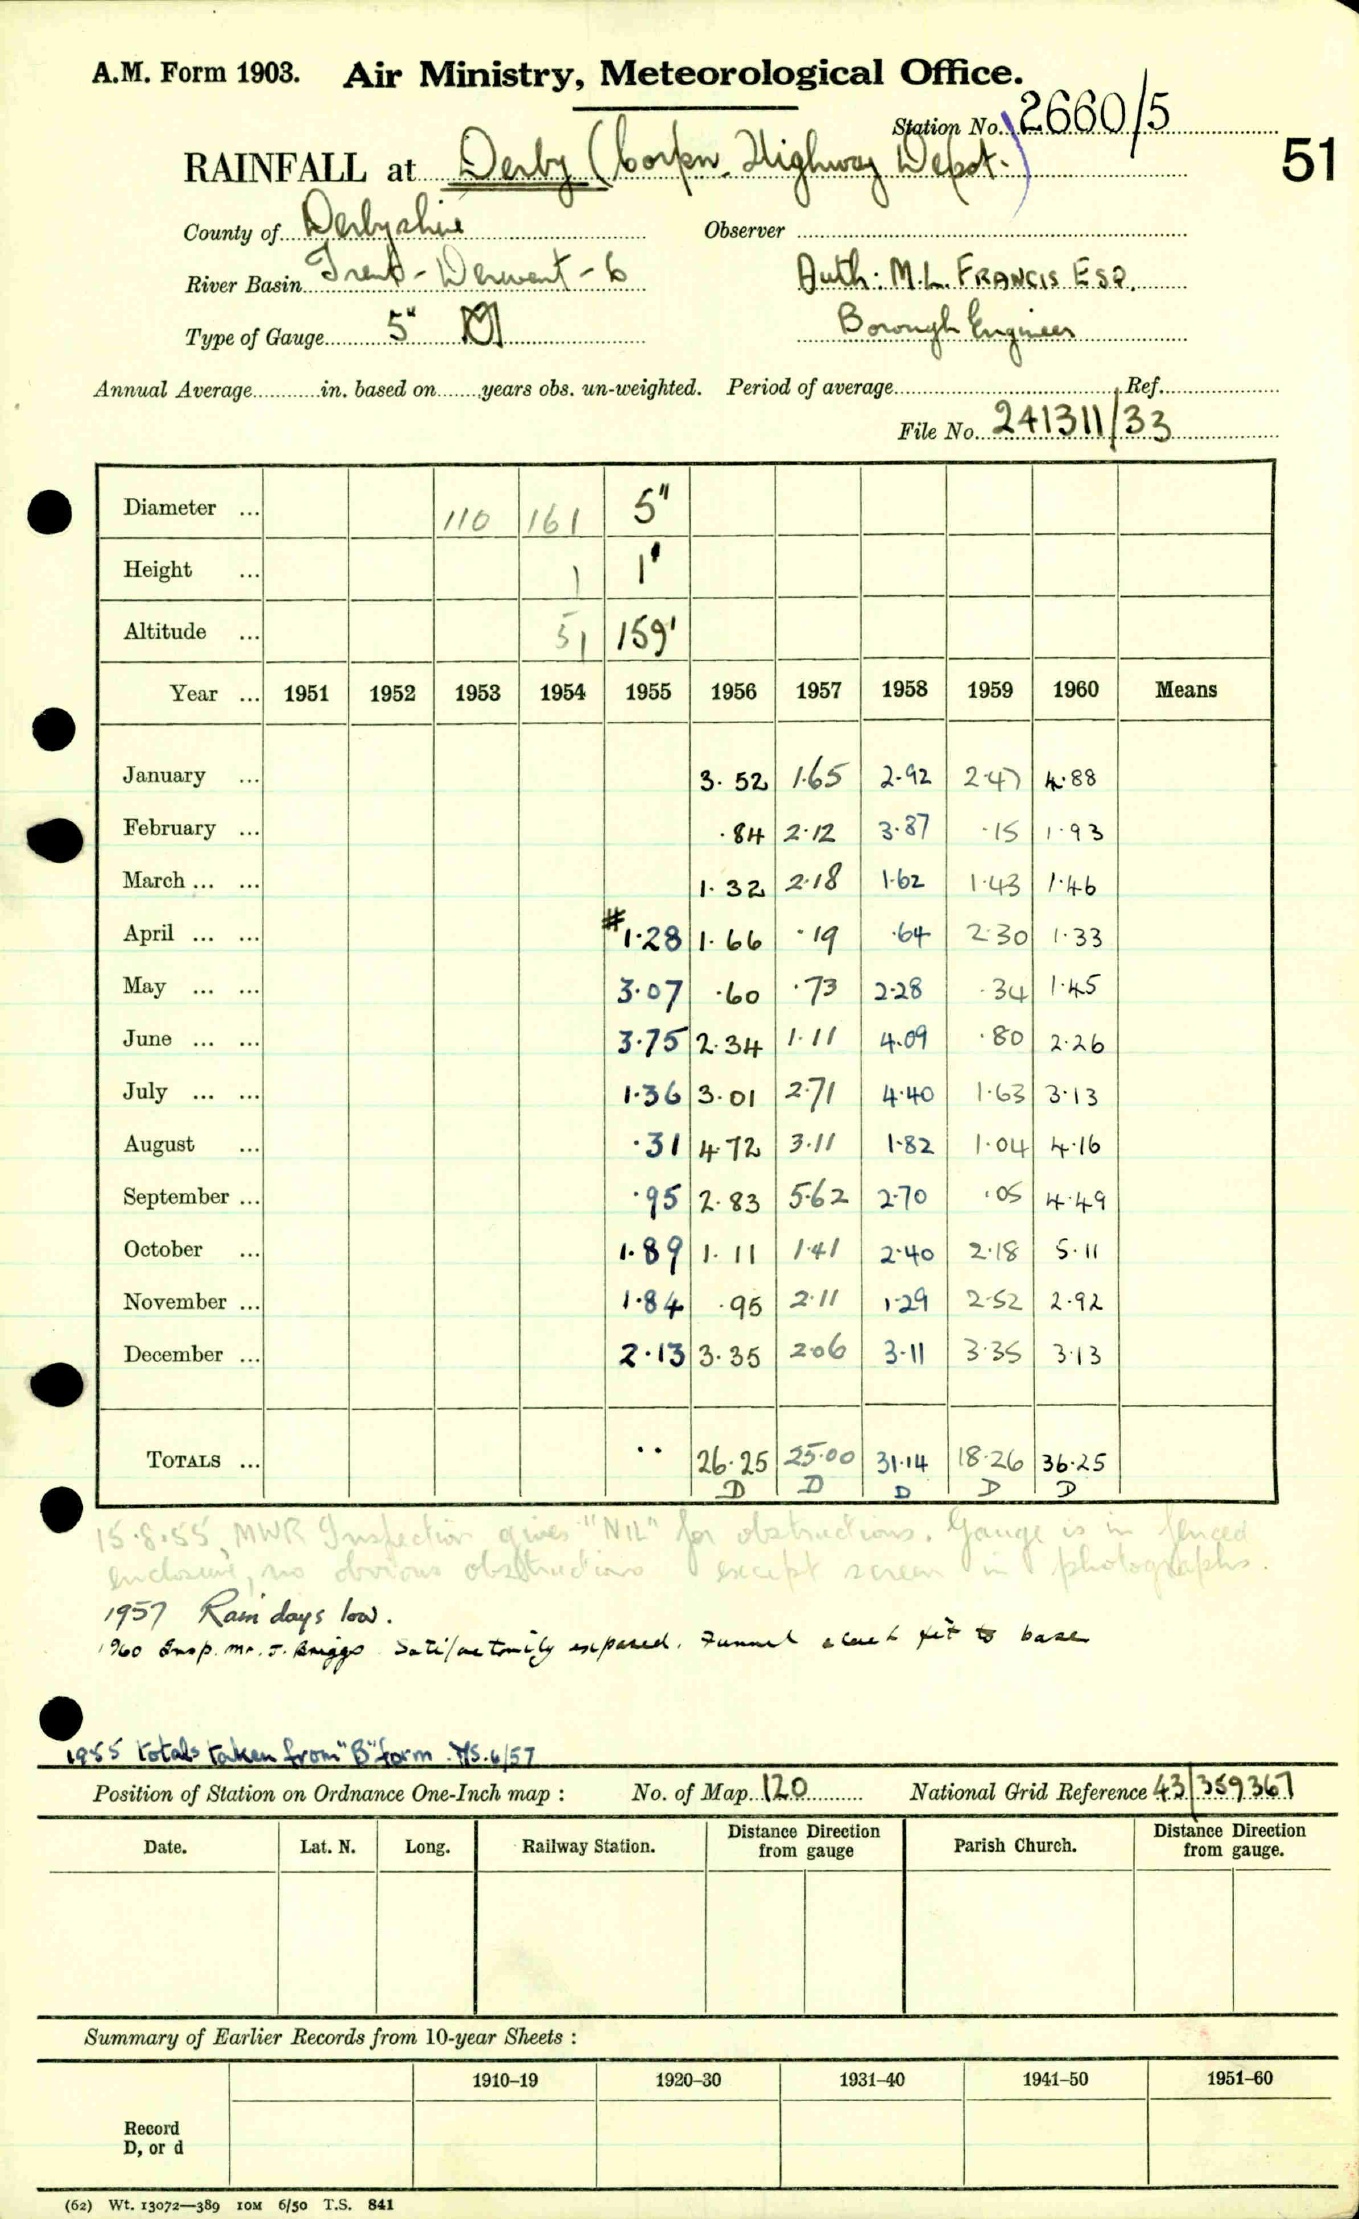 A.M. Form 1903. Air Ministry, Meteorological Office.
Station No. 2660/5
51
RAINFALL at Derby (Corpn. Highway Depot.)
County of Derbyshire Observer
River Basin Trent - Derwent - 6 Auth: M.L. FRANCIS ESQ.
Type of Gauge 5" M Borough Engineer
Annual Average in. based on years obs. un-weighted. Period of average Ref.
File No. 241311/33
Diameter ... 110 161 5"
Height ... 1 1'
Altitude ... 51 159'
Year ... 1951 1952 1953 1954 1955 1956 1957 1958 1959 1960 Means
January ... 3.52 1.65 2.92 2.47 4.88
February ... .84 2.12 3.87 .15 1.93
March ... ... 1.32 2.18 1.62 1.43 1.46
April ... ... #1.28 1.66 .19 .64 2.30 1.33
May ... ... 3.07 .60 .73 2.28 .34 1.45
June ... ... 3.75 2.34 1.11 4.09 .80 2.26
July ... ... 1.36 3.01 2.71 4.40 1.63 3.13
August ... .31 4.72 3.11 1.82 1.04 4.16
September ... .95 2.83 5.62 2.70 .05 4.49
October ... 1.89 1.11 1.41 2.40 2.18 5.11
November ... 1.84 .95 2.11 1.29 2.52 2.92
December ... 2.13 3.35 2.06 3.11 3.35 3.13
TOTALS ... .. 26.25 25.00 31.14 18.26 36.25
D D D D D
15.8.55, MWR Inspection gives "NIL" for obstructions. Gauge is in fenced
enclosure, no obvious obstructions except screen in photographs.
1957 Rain days low.
1960 Insp. Mr. J. Briggs Satisfactorily exposed. Funnel fit to base
1955 totals taken from "B" form. 6/57
Position of Station on Ordnance One-Inch map : No. of Map 120 National Grid Reference 43/359367
Date. Lat. N. Long. Railway Station. Distance from gauge Direction Parish Church. Distance from gauge. Direction
Summary of Earlier Records from 10-year Sheets :
1910–19 1920–30 1931–40 1941–50 1951–60
Record
D, or d
(62) Wt. 13072—389 10M 6/50 T.S. 841